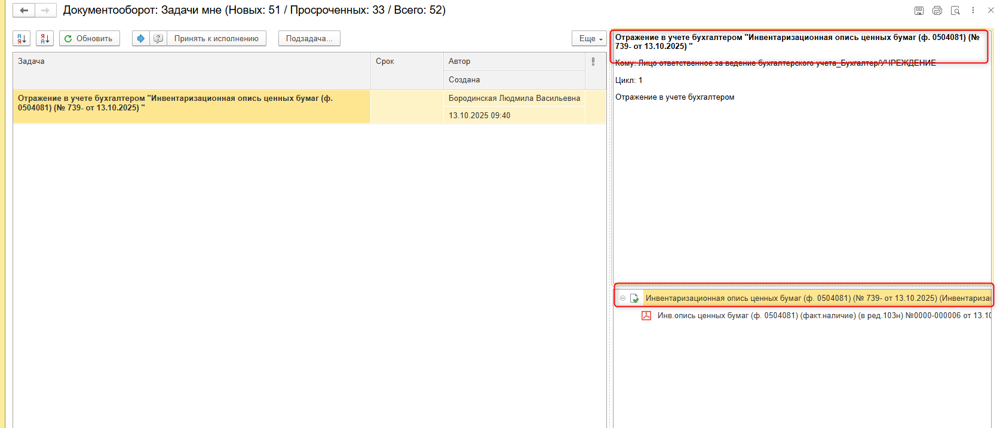 Документооборот: Задачи мне (Новых: 51 / Просроченных: 33 / Всего: 52)
Обновить
Принять к исполнению
Подзадача...
Еще
Задача
Срок
Автор
Создана
Отражение в учете бухгалтером "Инвентаризационная опись ценных бумаг (ф.
0504081) (№ 739- от 13.10.2025) "
Бородинская Людмила Васильевна
13.10.2025 09:40
Отражение в учете бухгалтером "Инвентаризационная опись ценных бумаг (ф. 0504081) (№
739- от 13.10.2025) "
Кому: Лицо ответственное за ведение бухгалтерского учета_Бухгалтер/УЧРЕЖДЕНИЕ
Цикл: 1
Отражение в учете бухгалтером
Инвентаризационная опись ценных бумаг (ф. 0504081) (№ 739- от 13.10.2025) (Инвентариза
Инв.опись ценных бумаг (ф. 0504081) (факт.наличие) (в ред.103н) №0000-000006 от 13.10